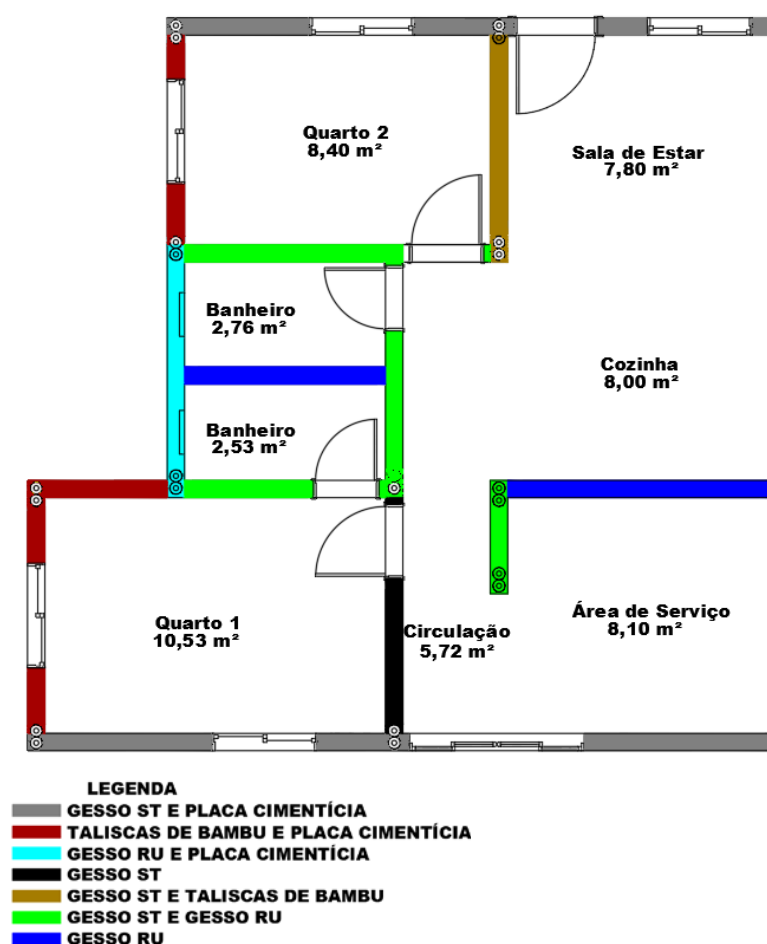 Quarto 2
8,40 m²
Sala de Estar
7,80 m²
Banheiro
2,76 m²
Cozinha
8,00 m²
Banheiro
2,53 m²
Quarto 1
10,53 m²
Circulação
5,72 m²
Área de Serviço
8,10 m²
LEGENDA
GESSO ST E PLACA CIMENTÍCIA
TALISCAS DE BAMBU E PLACA CIMENTÍCIA
GESSO RU E PLACA CIMENTÍCIA
GESSO ST
GESSO ST E TALISCAS DE BAMBU
GESSO ST E GESSO RU
GESSO RU